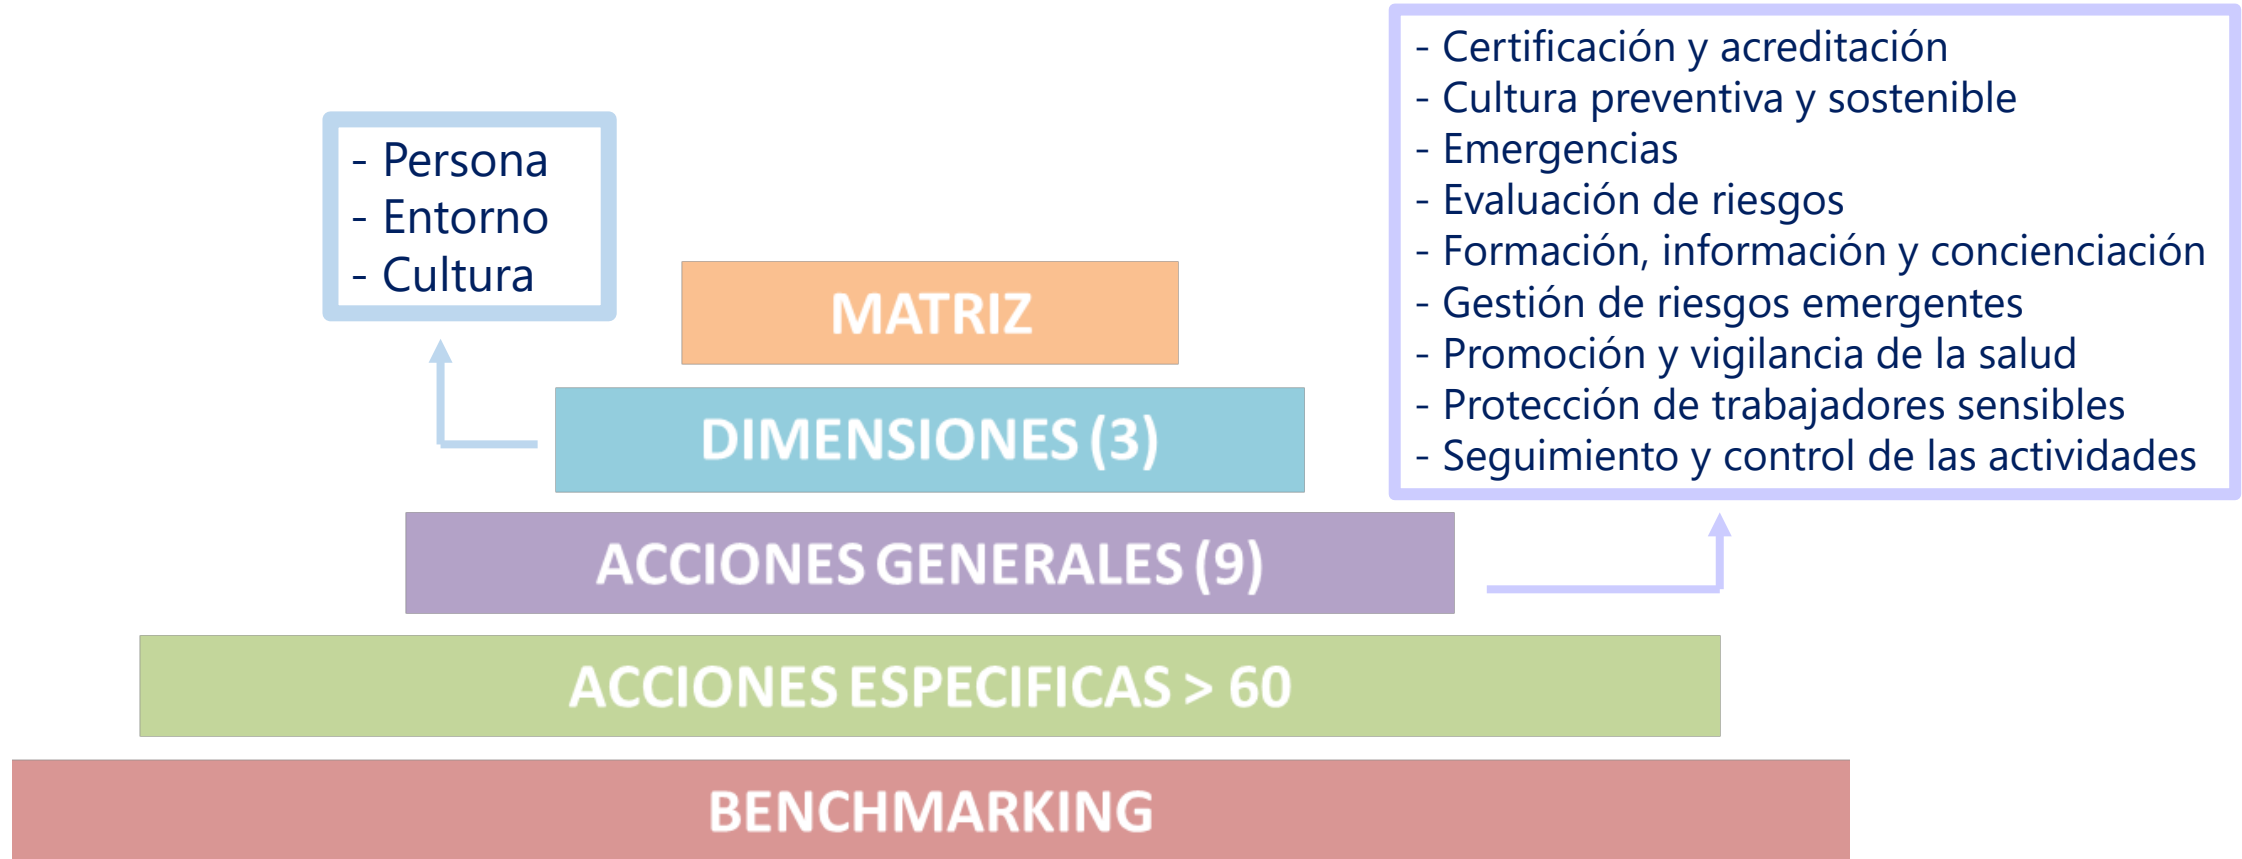 - Certificación y acreditación
- Cultura preventiva y sostenible
- Emergencias
- Evaluación de riesgos
- Formación, información y concienciación
- Gestión de riesgos emergentes
- Promoción y vigilancia de la salud
- Protección de trabajadores sensibles
- Seguimiento y control de las actividades
- Persona
- Entorno
- Cultura
MATRIZ
DIMENSIONES (3)
ACCIONES GENERALES (9)
ACCIONES ESPECIFICAS > 60
BENCHMARKING